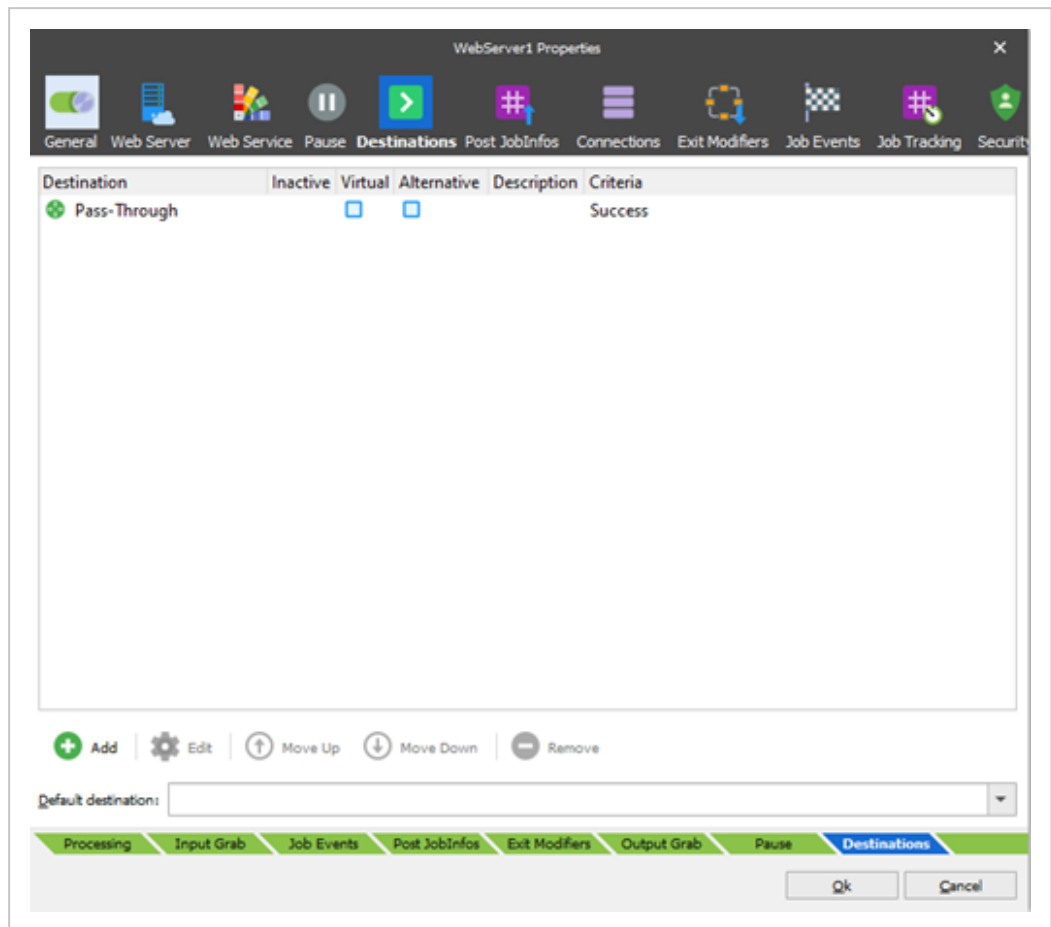 WebServer1 Properties
General Web Server Web Service Pause Destinations Post JobInfos Connections Exit Modifiers Job Events Job Tracking Securit
Destination Inactive Virtual Alternative Description Criteria
Pass-Through Success
Add Edit Move Up Move Down Remove
Default destination:
Processing Input Grab Job Events Post JobInfos Exit Modifiers Output Grab Pause Destinations
Ok Cancel